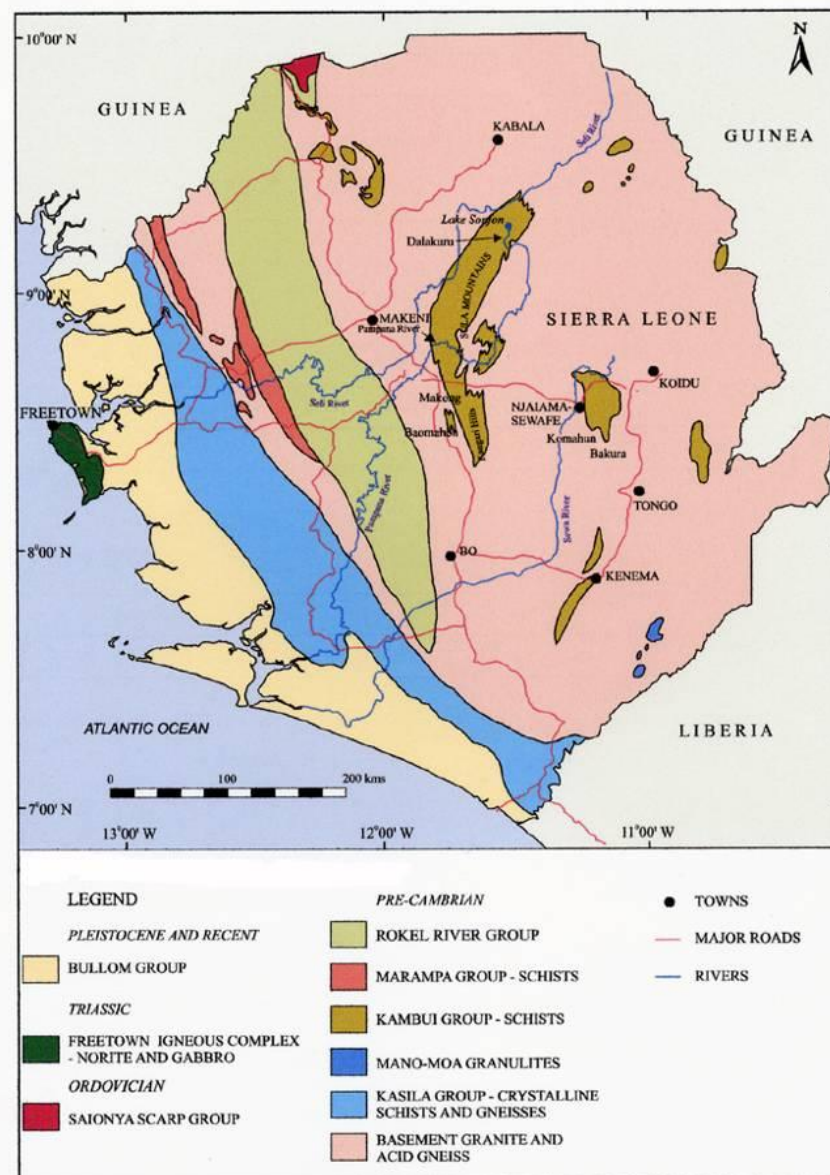 10°00' N
N
GUINEA
KABALA
Seli River
GUINEA
Lake Sonfon
Dalakuru
9°00' N
SULA MOUNTAINS
MAKENI
Pampana River
SIERRA LEONE
KOIDU
Seli River
Makong
NJAIAMA-
SEWAFE
FREETOWN
Baomahun
Kangari Hills
Komahun
Bakura
Pampana River
Sewa River
TONGO
8°00' N
BO
KENEMA
ATLANTIC OCEAN
LIBERIA
0 100 200 kms
7°00' N
13°00' W 12°00' W 11°00' W
LEGEND
PLEISTOCENE AND RECENT
BULLOM GROUP
TRIASSIC
FREETOWN IGNEOUS COMPLEX
- NORITE AND GABBRO
ORDOVICIAN
SAIONYA SCARP GROUP
PRE-CAMBRIAN
ROKEL RIVER GROUP
MARAMPA GROUP - SCHISTS
KAMBUI GROUP - SCHISTS
MANO-MOA GRANULITES
KASILA GROUP - CRYSTALLINE
SCHISTS AND GNEISSES
BASEMENT GRANITE AND
ACID GNEISS
TOWNS
MAJOR ROADS
RIVERS